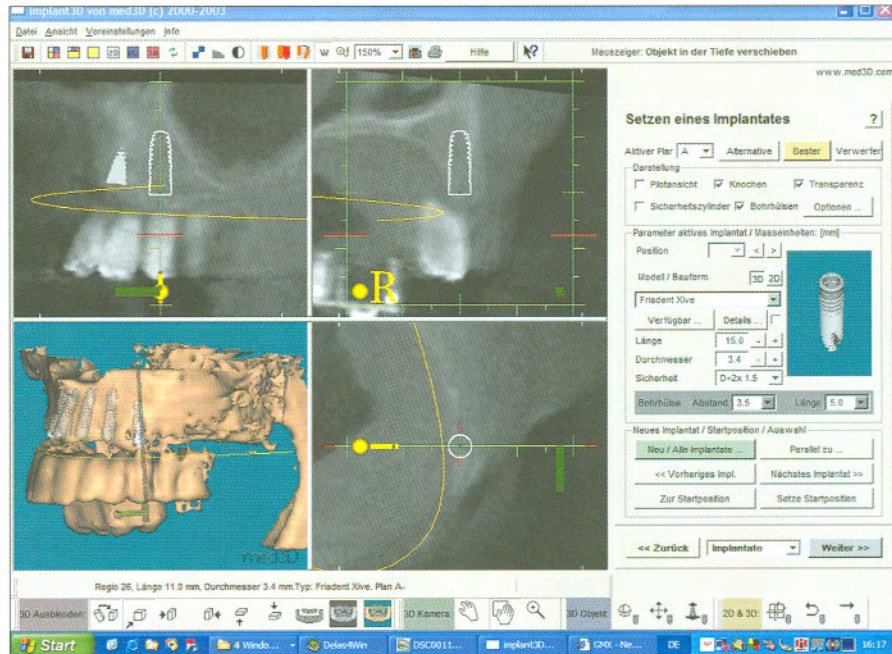 implant3D von med3D (c) 2000-2003
Datei Ansicht Voreinstellungen Info
2D 2D w 150% Hilfe Mauszeiger: Objekt in der Tiefe verschieben
www.med3D.com
Setzen eines Implantates ?
Aktiver Plan A Alternative Bester Verwerfen
Darstellung
Pilotansicht Knochen Transparenz
Sicherheitszylinder Bohrhülsen Optionen ...
Parameter aktives Implantat / Masseinheiten: [mm]
Position < >
Modell / Bauform 3D 2D
Friadent Xive
Verfügbar ... Details ...
Länge 15.0 - +
Durchmesser 3.4 - +
Sicherheit D+2x 1.5
Bohrhülse Abstand 3.5 Länge 5.0
Neues Implantat / Startposition / Auswahl
Neu / Alle Implantate ... Parallel zu ...
<< Vorheriges Impl. Nächstes Implantat >>
Zur Startposition Setze Startposition
<< Zurück Implantate Weiter >>
R
med3D
Regio 26, Länge 11.0 mm, Durchmesser 3.4 mm.Typ: Friadent Xive. Plan A-
3D Ausblenden: 3D Kamera: 3D Objekt: 2D & 3D:
Start 4 Windo... Delas4Win DSC0011... implant3D... GMX - Ne... DE 16:17